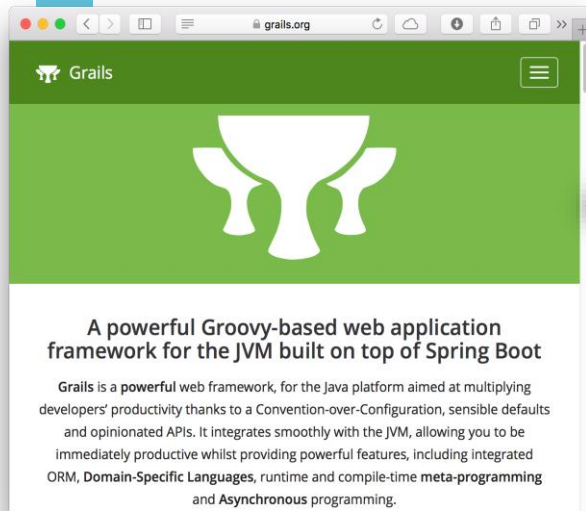 grails.org
Grails
A powerful Groovy-based web application
framework for the JVM built on top of Spring Boot
Grails is a powerful web framework, for the Java platform aimed at multiplying
developers' productivity thanks to a Convention-over-Configuration, sensible defaults
and opinionated APIs. It integrates smoothly with the JVM, allowing you to be
immediately productive whilst providing powerful features, including integrated
ORM, Domain-Specific Languages, runtime and compile-time meta-programming
and Asynchronous programming.